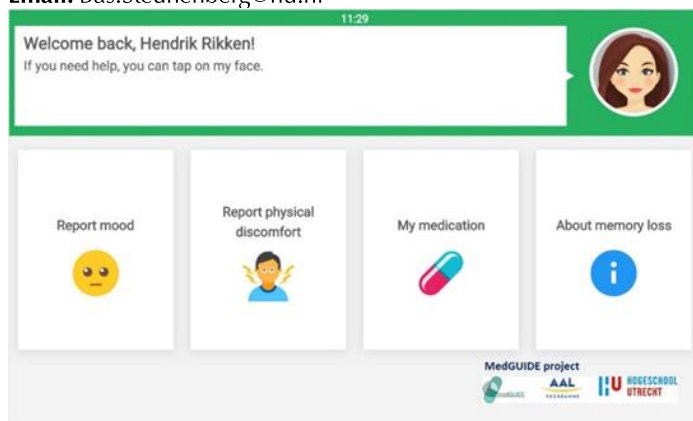 11:29
Welcome back, Hendrik Rikken!
If you need help, you can tap on my face.
Report mood
Report physical
discomfort
My medication
About memory loss
i
MedGUIDE project
AAL
PROGRAMME
HOGESCHOOL
UTRECHT